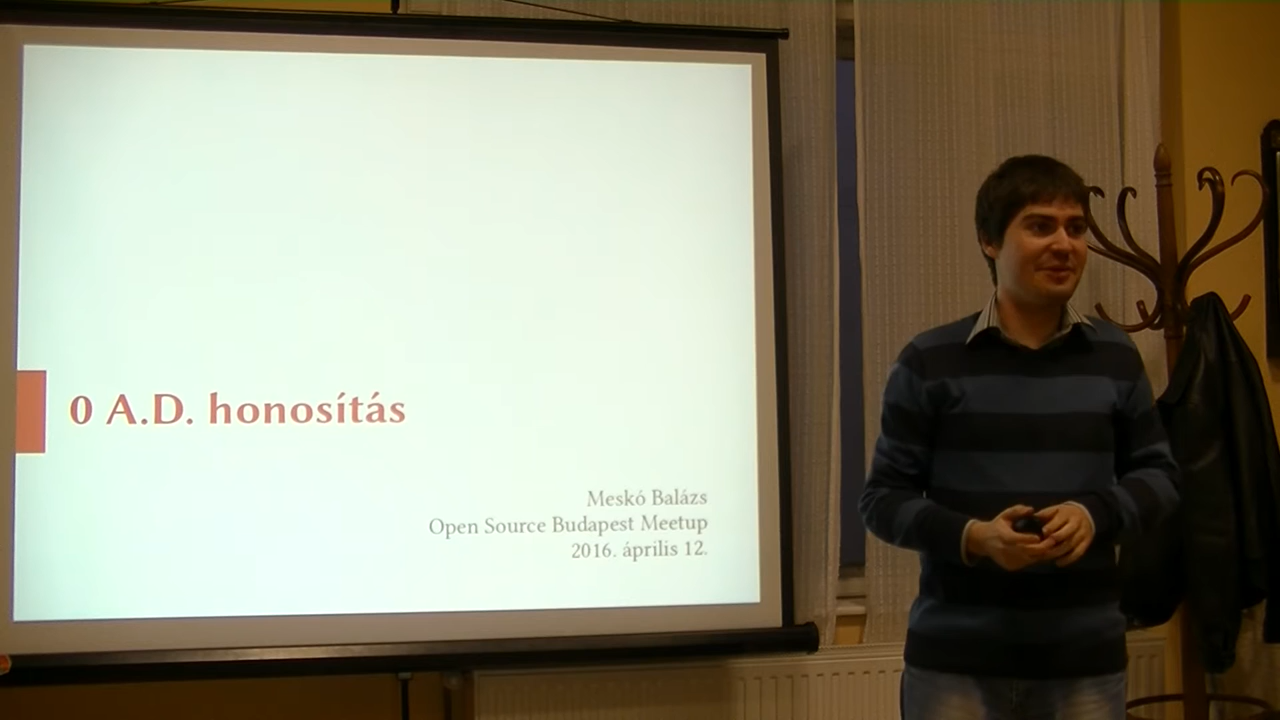 0 A.D. honosítás
Meskó Balázs
Open Source Budapest Meetup
2016. április 12.